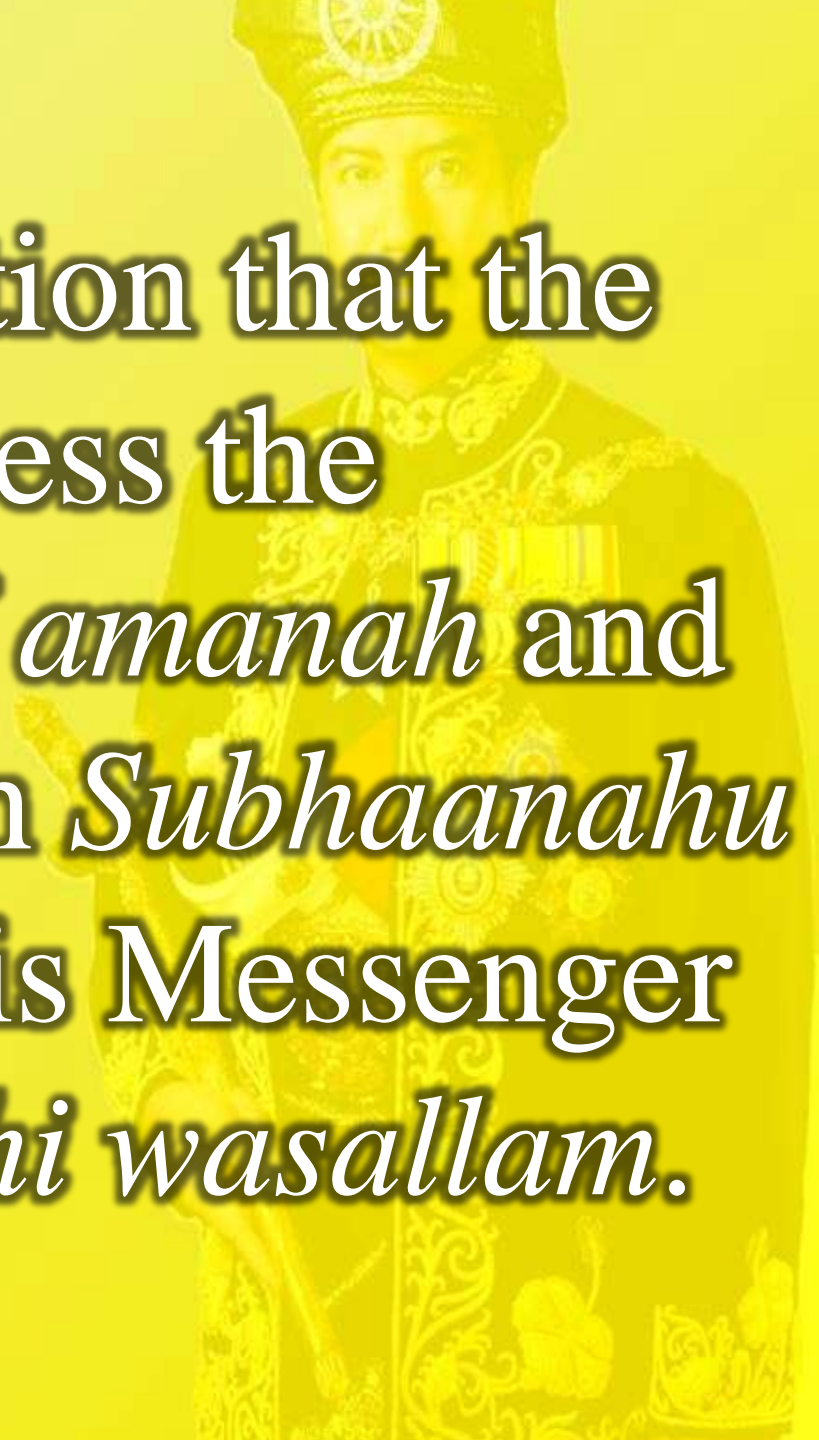 tion that the
ess the
amanah and
Subhaanahu
is Messenger
hi wasallam.